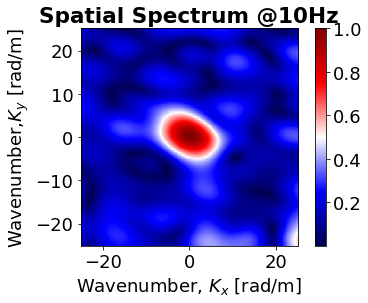 Spatial Spectrum @10Hz
Wavenumber,K_y [rad/m]
20
10
0
−10
−20
−20 0 20
Wavenumber, K_x [rad/m]
1.0
0.8
0.6
0.4
0.2